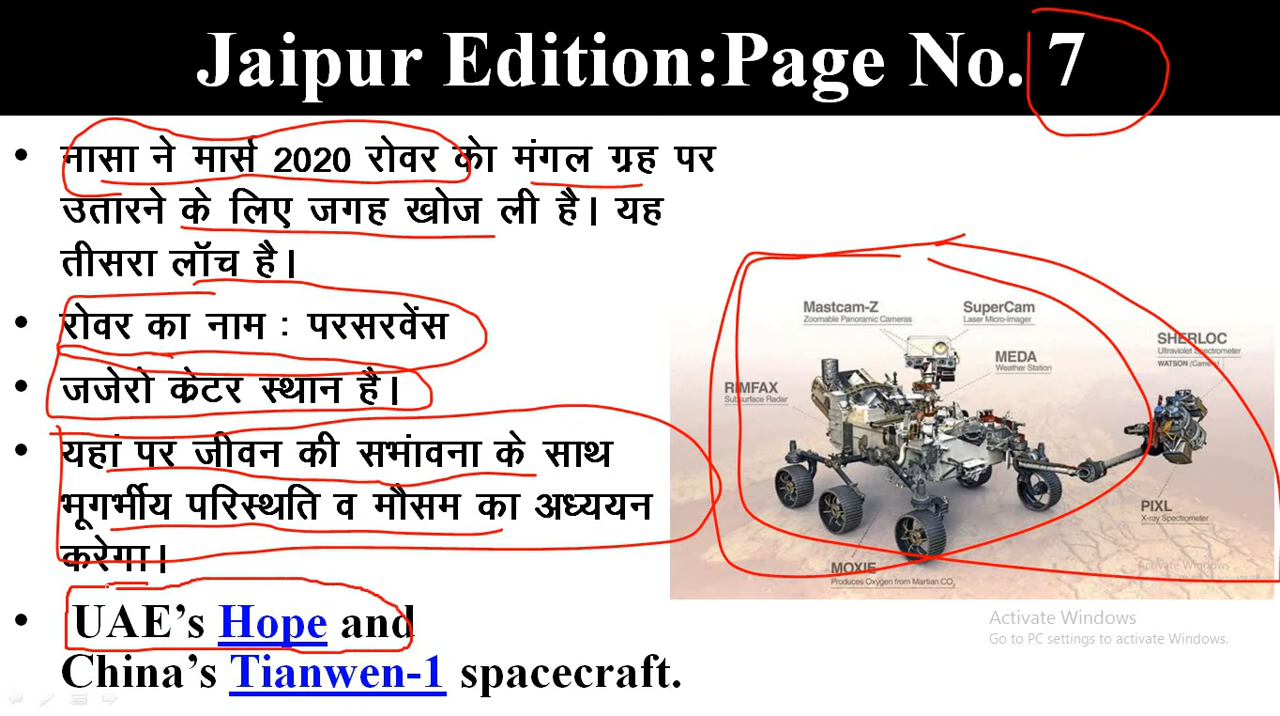 Jaipur Edition:Page No. 7
• नासा ने मार्स 2020 रोवर केा मंगल ग्रह पर
उतारने के लिए जगह खोज ली है। यह
तीसरा लॉच है।
• रोवर का नाम : परसरवेंस
• जजेरो क्रेटर स्थान है।
• यहां पर जीवन की सभांवना के साथ
भूगर्भीय परिस्थति व मौसम का अध्ययन
करेगा।
• UAE’s Hope and
China’s Tianwen-1 spacecraft.
Mastcam-Z
Zoomable Panoramic Cameras
SuperCam
Laser Micro-Imager
MEDA
Weather Station
SHERLOC
Ultraviolet Spectrometer
WATSON (Camera)
RIMFAX
Subsurface Radar
PIXL
X-ray Spectrometer
MOXIE
Produces Oxygen from Martian CO₂
Activate Windows
Activate Windows
Go to PC settings to activate Windows.